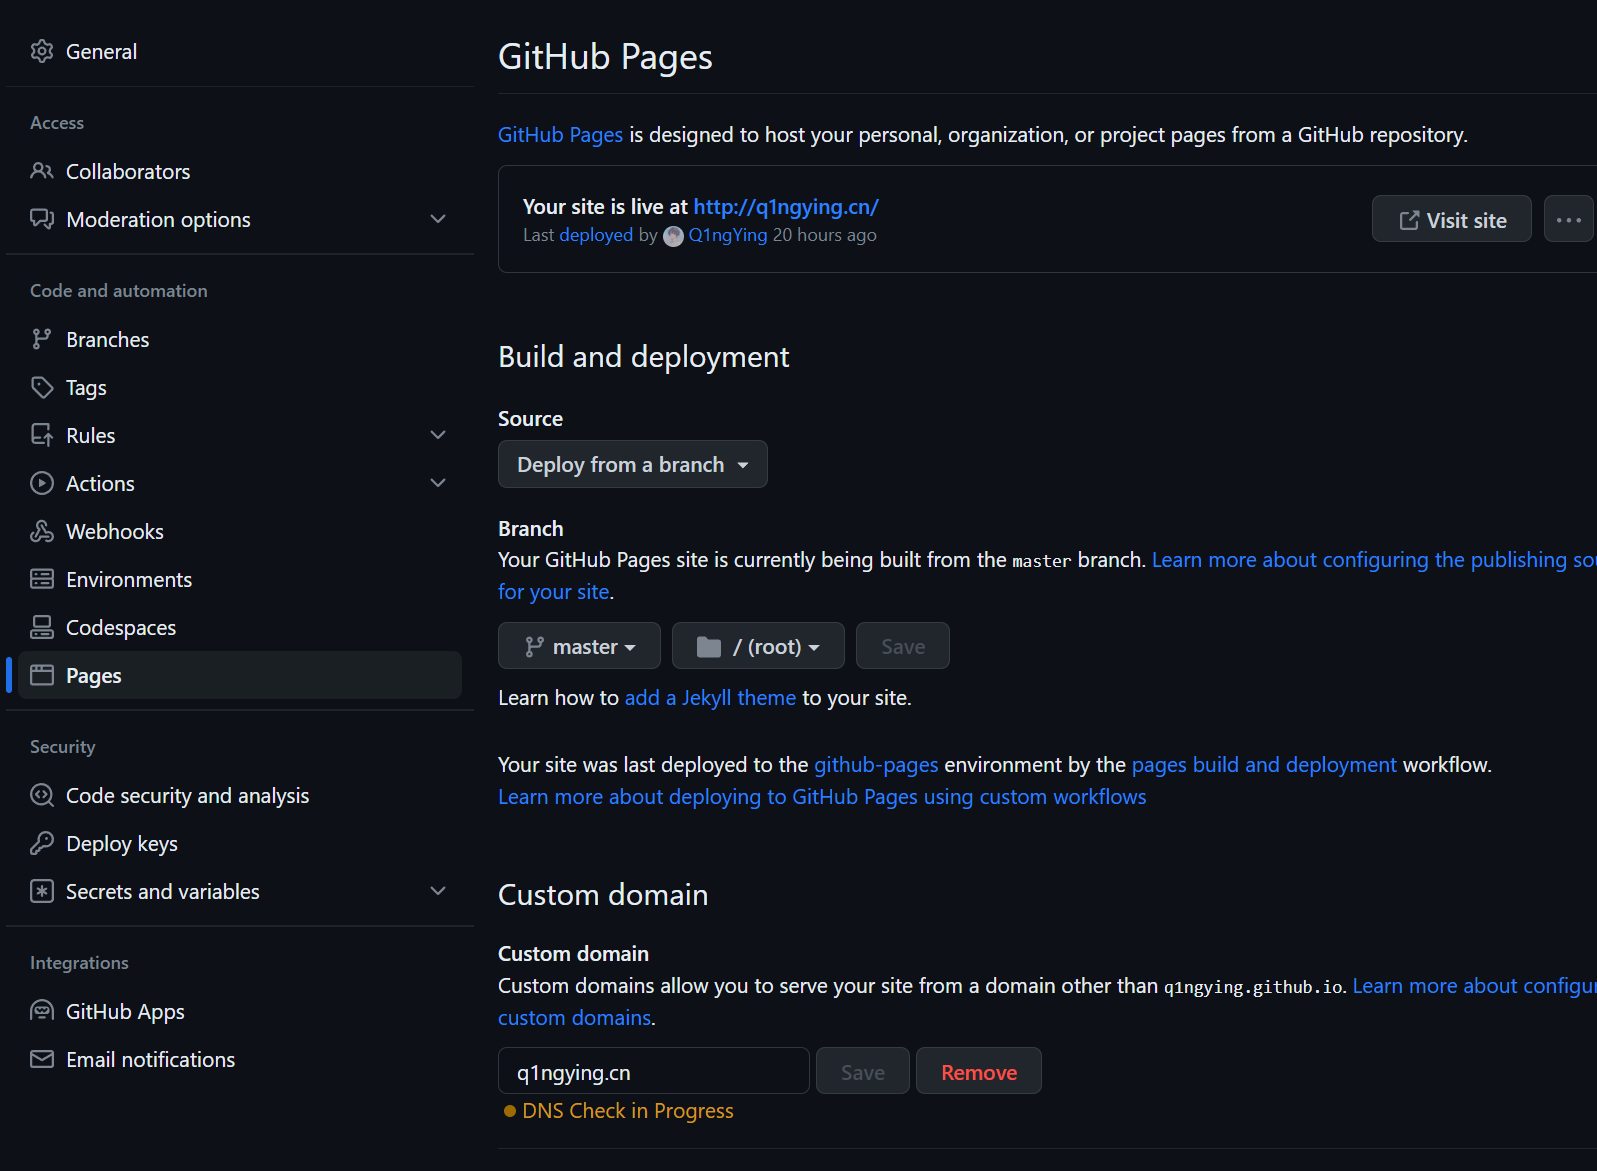 General
Access
Collaborators
Moderation options
Code and automation
Branches
Tags
Rules
Actions
Webhooks
Environments
Codespaces
Pages
Security
Code security and analysis
Deploy keys
Secrets and variables
Integrations
GitHub Apps
Email notifications
GitHub Pages
GitHub Pages is designed to host your personal, organization, or project pages from a GitHub repository.
Your site is live at http://q1ngying.cn/
Last deployed by Q1ngYing 20 hours ago
Visit site
Build and deployment
Source
Deploy from a branch
Branch
Your GitHub Pages site is currently being built from the master branch. Learn more about configuring the publishing
for your site.
master
/ (root)
Save
Learn how to add a Jekyll theme to your site.
Your site was last deployed to the github-pages environment by the pages build and deployment workflow.
Learn more about deploying to GitHub Pages using custom workflows
Custom domain
Custom domain
Custom domains allow you to serve your site from a domain other than q1ngying.github.io. Learn more about
custom domains.
q1ngying.cn
Save
Remove
DNS Check in Progress